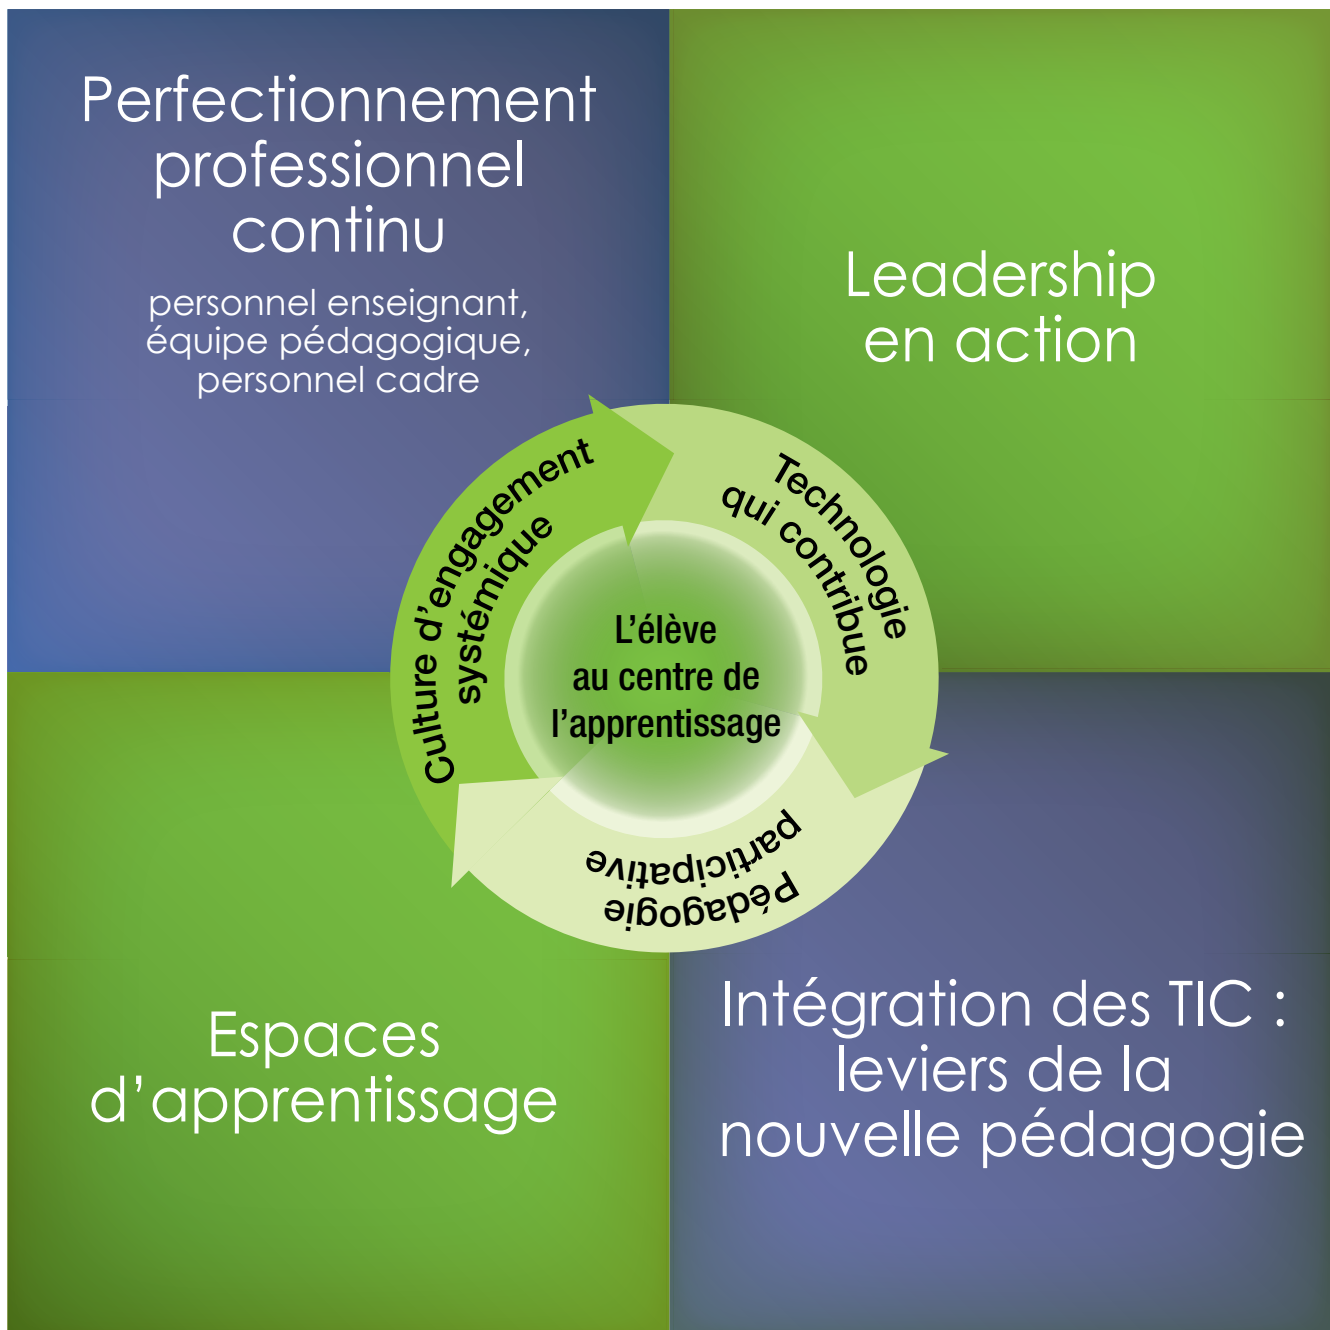 Perfectionnement
professionnel
continu
personnel enseignant,
équipe pédagogique,
personnel cadre
Leadership
en action
Culture d'engagement
systémique
Technologie
qui contribue
Pédagogie
participative
L'élève
au centre de
l'apprentissage
Espaces
d'apprentissage
Intégration des TIC :
leviers de la
nouvelle pédagogie